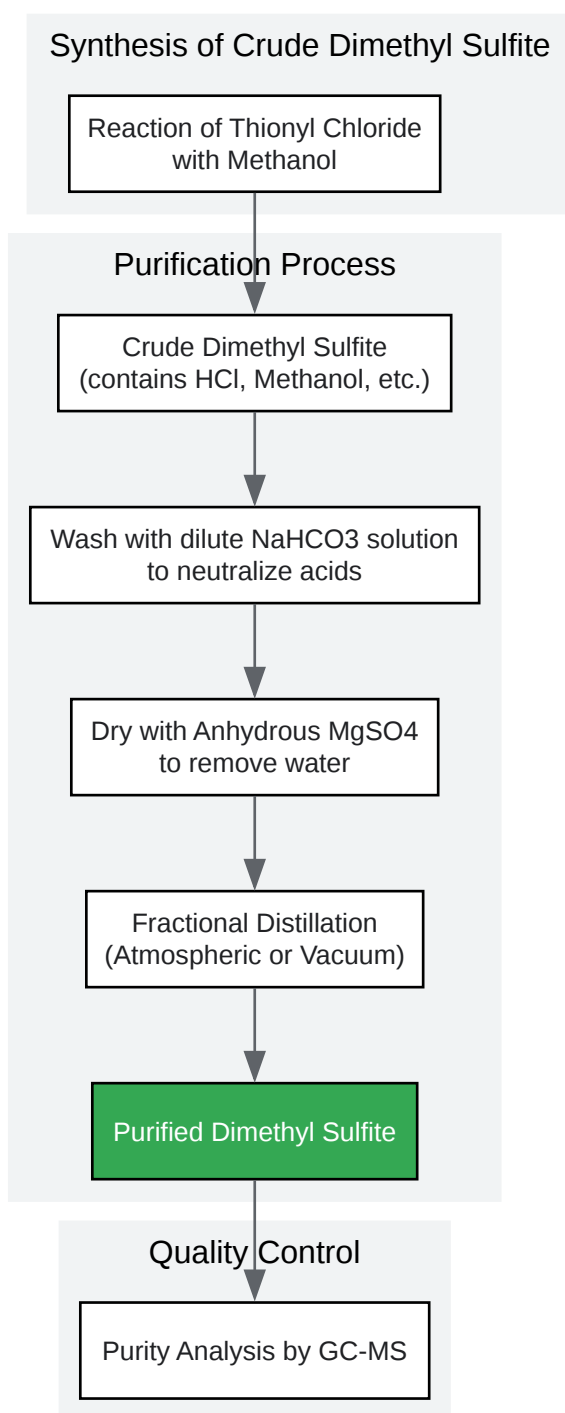 Synthesis of Crude Dimethyl Sulfite
Reaction of Thionyl Chloride
with Methanol
Purification Process
Crude Dimethyl Sulfite
(contains HCl, Methanol, etc.)
Wash with dilute NaHCO3 solution
to neutralize acids
Dry with Anhydrous MgSO4
to remove water
Fractional Distillation
(Atmospheric or Vacuum)
Purified Dimethyl Sulfite
Quality Control
Purity Analysis by GC-MS